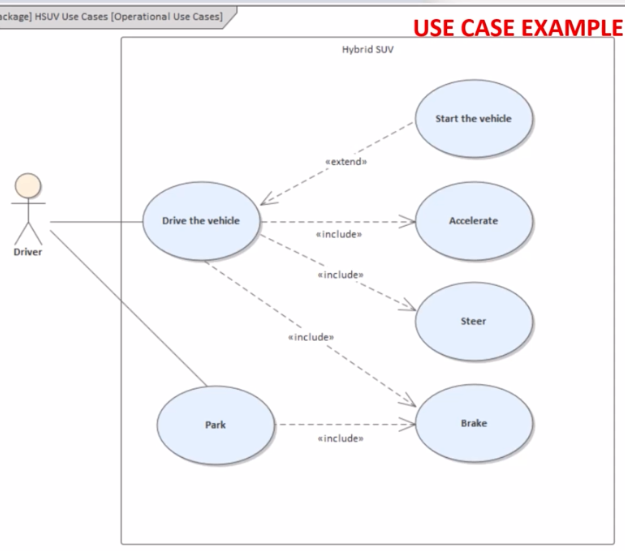 ackage] HSUV Use Cases [Operational Use Cases]
USE CASE EXAMPLE
Hybrid SUV
Start the vehicle
«extend»
Drive the vehicle
Accelerate
«include»
Driver
«include»
Steer
«include»
Park
Brake
«include»